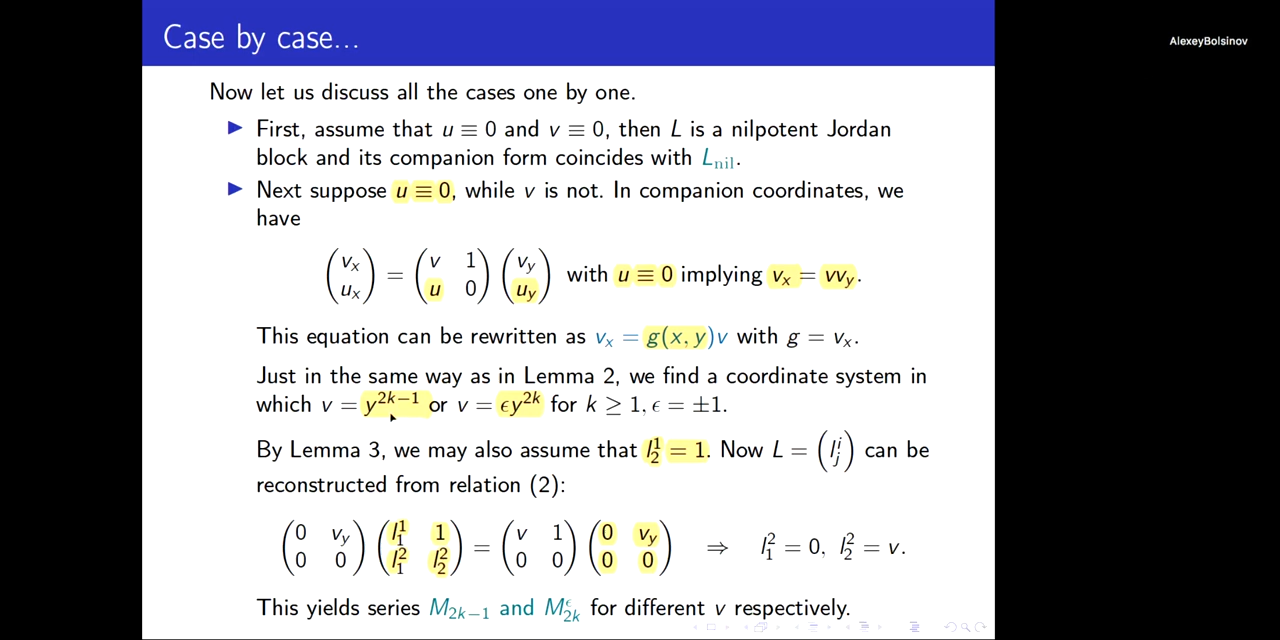 Case by case...
AlexeyBolsinov
Now let us discuss all the cases one by one.
▶ First, assume that u ≡ 0 and v ≡ 0, then L is a nilpotent Jordan
block and its companion form coincides with L_nil.
▶ Next suppose u ≡ 0, while v is not. In companion coordinates, we
have
(v_x; u_x) = (v 1; u 0) (v_y; u_y) with u ≡ 0 implying v_x = vv_y.
This equation can be rewritten as v_x = g(x, y)v with g = v_x.
Just in the same way as in Lemma 2, we find a coordinate system in
which v = y^{2k−1} or v = ϵy^{2k} for k ≥ 1, ϵ = ±1.
By Lemma 3, we may also assume that l^1_2 = 1. Now L = (l^i_j) can be
reconstructed from relation (2):
(0 v_y; 0 0) (l^1_1 1; l^2_1 l^2_2) = (v 1; 0 0) (0 v_y; 0 0) ⇒ l^2_1 = 0, l^2_2 = v.
This yields series M_{2k−1} and M^ϵ_{2k} for different v respectively.